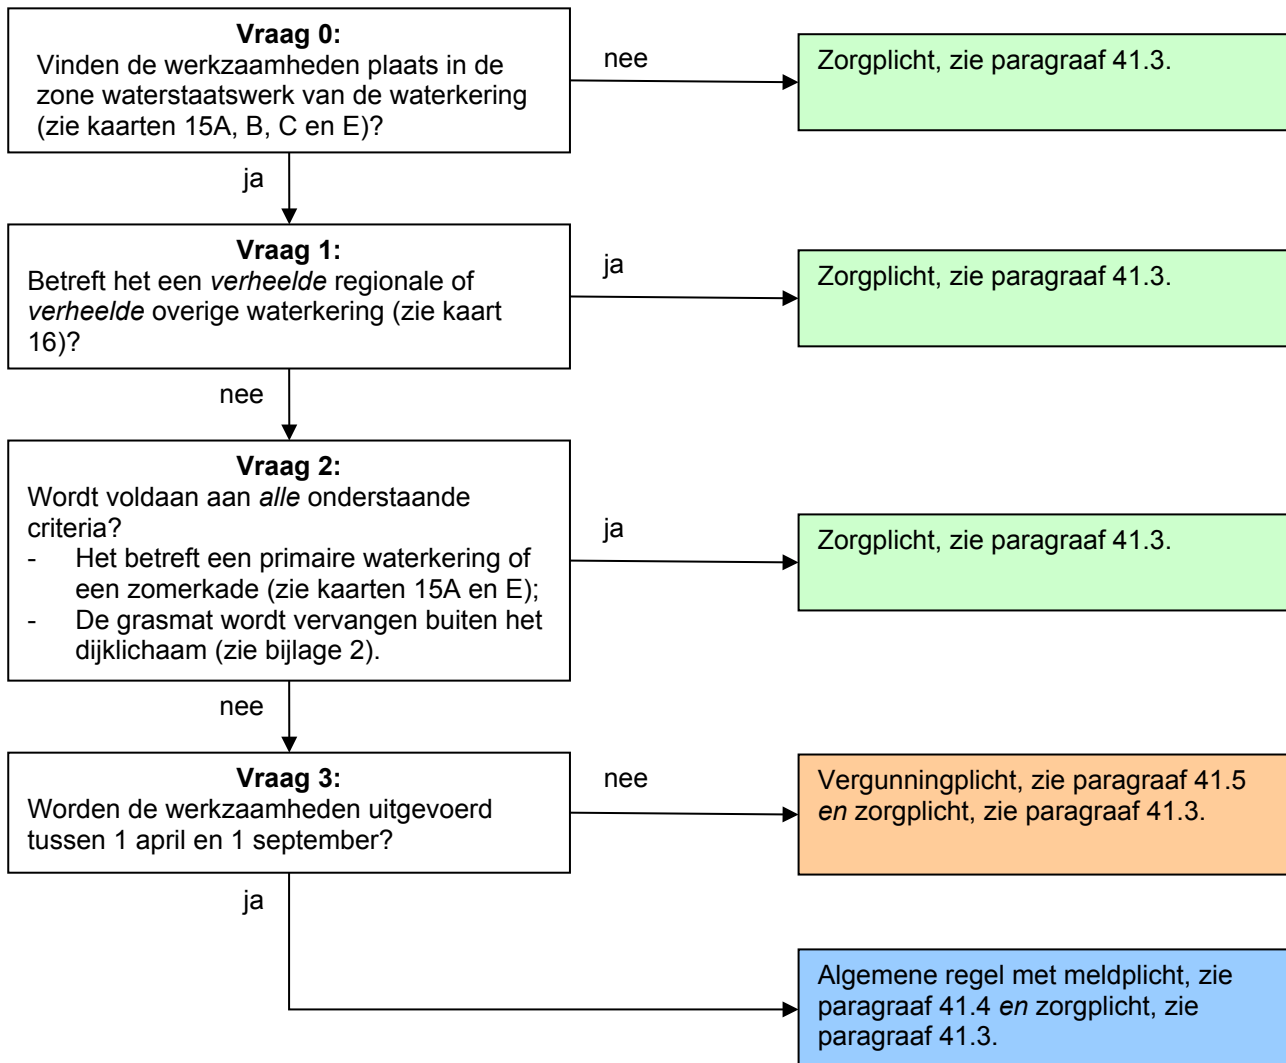 Vraag 0:
Vinden de werkzaamheden plaats in de
zone waterstaatswerk van de waterkering
(zie kaarten 15A, B, C en E)?
nee
Zorgplicht, zie paragraaf 41.3.
ja
Vraag 1:
Betreft het een verheelde regionale of
verheelde overige waterkering (zie kaart
16)?
ja
Zorgplicht, zie paragraaf 41.3.
nee
Vraag 2:
Wordt voldaan aan alle onderstaande
criteria?
- Het betreft een primaire waterkering of
een zomerkade (zie kaarten 15A en E);
- De grasmat wordt vervangen buiten het
dijklichaam (zie bijlage 2).
ja
Zorgplicht, zie paragraaf 41.3.
nee
Vraag 3:
Worden de werkzaamheden uitgevoerd
tussen 1 april en 1 september?
nee
Vergunningplicht, zie paragraaf 41.5
en zorgplicht, zie paragraaf 41.3.
ja
Algemene regel met meldplicht, zie
paragraaf 41.4 en zorgplicht, zie
paragraaf 41.3.